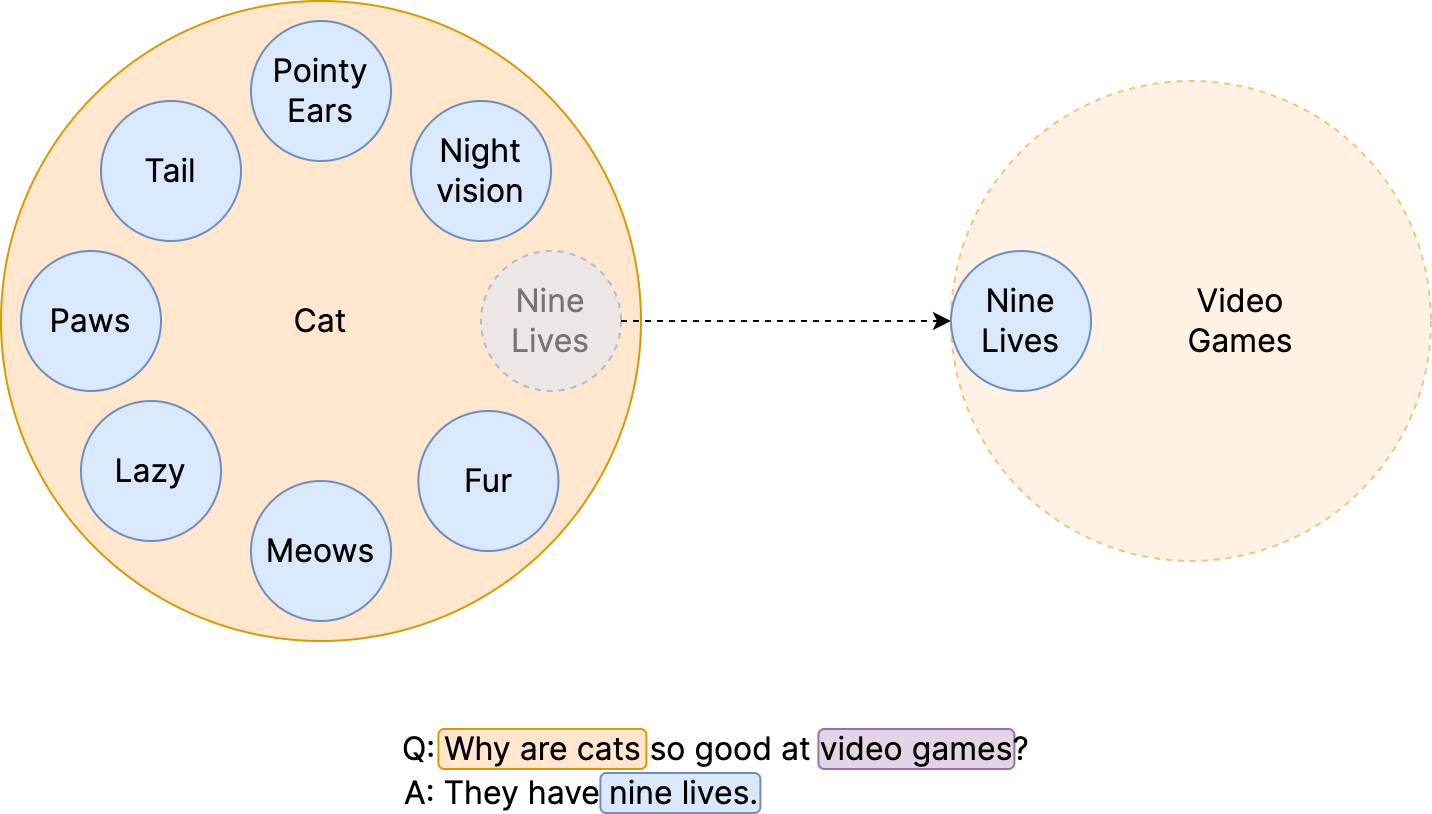 Pointy
Ears
Tail
Night
vision
Paws
Cat
Nine
Lives
Nine
Lives
Video
Games
Lazy
Fur
Meows
Q: Why are cats so good at video games?
A: They have nine lives.